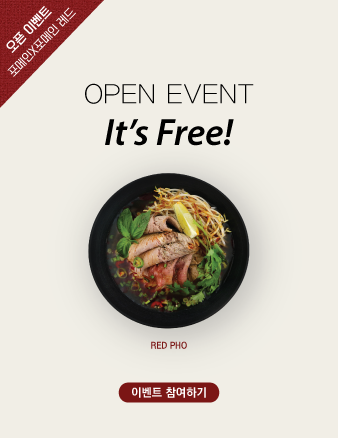 오픈 이벤트
포메인X포메인 레드
OPEN EVENT
It's Free!
RED PHO
이벤트 참여하기